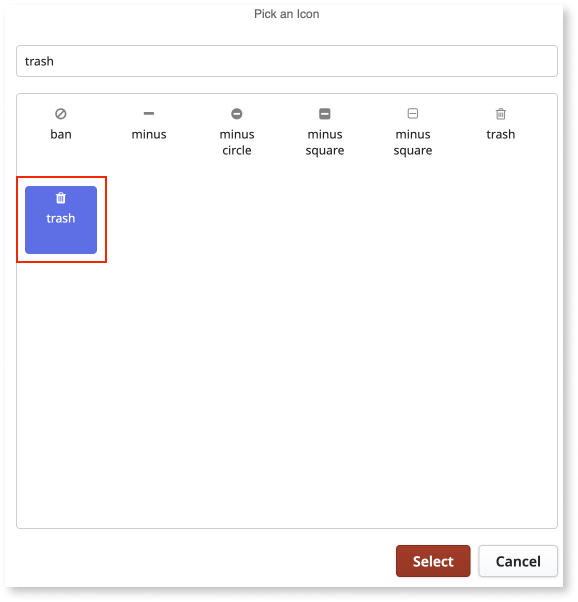 Pick an Icon
trash
ban minus minus minus minus trash
circle square square
trash
Select Cancel